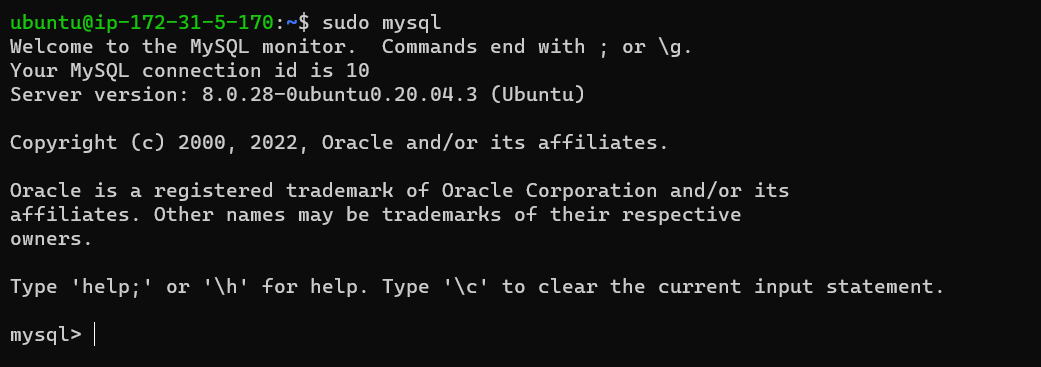 ubuntu@ip-172-31-5-170:~$ sudo mysql
Welcome to the MySQL monitor.  Commands end with ; or \g.
Your MySQL connection id is 10
Server version: 8.0.28-0ubuntu0.20.04.3 (Ubuntu)
Copyright (c) 2000, 2022, Oracle and/or its affiliates.
Oracle is a registered trademark of Oracle Corporation and/or its
affiliates. Other names may be trademarks of their respective
owners.
Type 'help;' or '\h' for help. Type '\c' to clear the current input statement.
mysql>